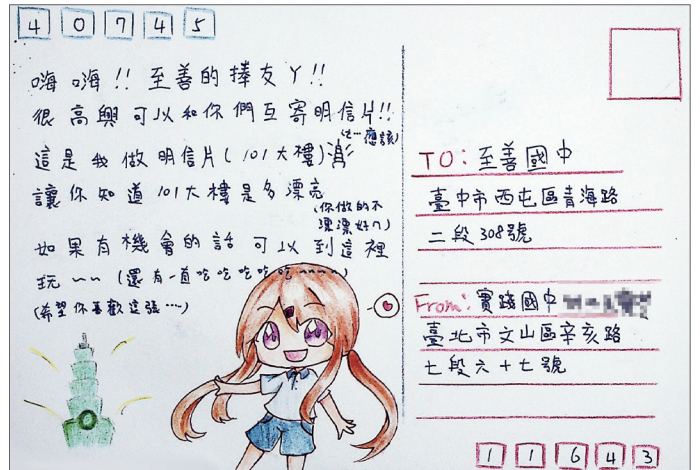 40745
嗨嗨!! 至善的捧友ㄚ!!
很高興可以和你們互寄明信片!!
應該)
這是我做明信片(101大樓)
讓你知道101大樓是多漂亮
(你做的不
漂漂好ㄇ)
如果有機會的話可以到這裡
玩~~ (還有一直吃吃吃吃吃~~~~)
(希望你喜歡這張....)
TO: 至善國中
臺中市西屯區青海路
二段308號
From: 實踐國中
臺北市文山區辛亥路
七段六十七號
11643